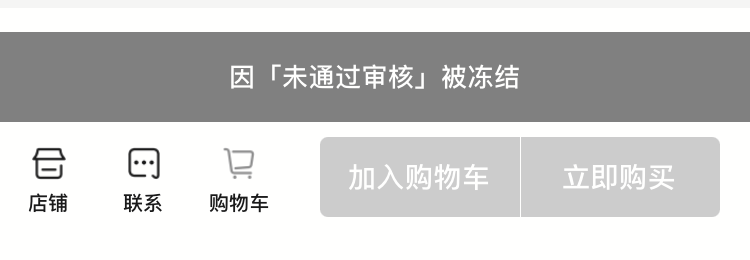 因「未通过审核」被冻结
店铺
联系
购物车
加入购物车
立即购买